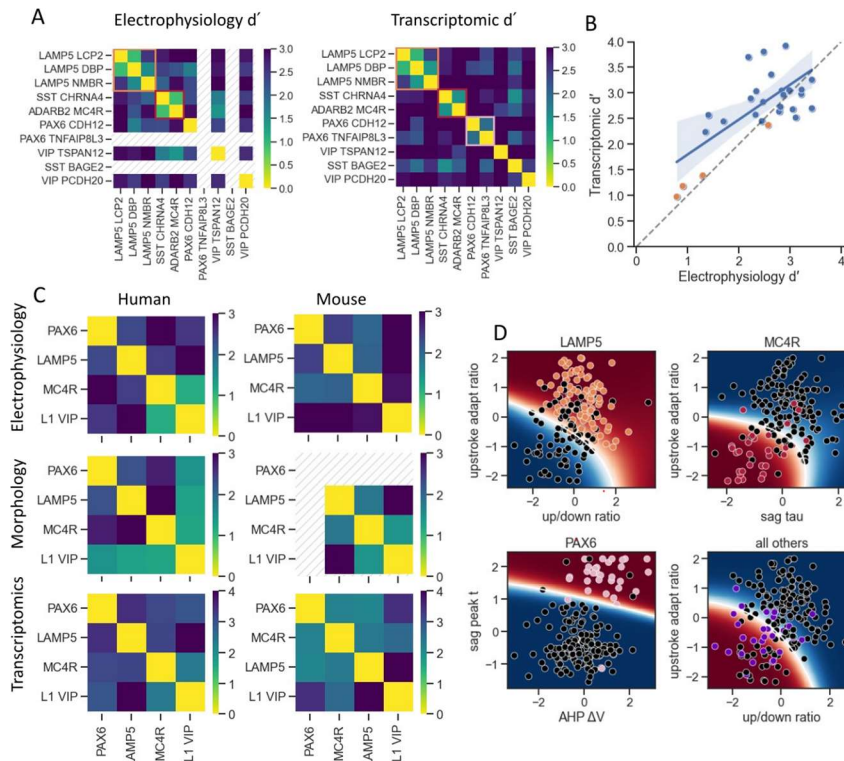 A
Electrophysiology d´
Transcriptomic d´
LAMP5 LCP2
LAMP5 DBP
LAMP5 NMBR
SST CHRNA4
ADARB2 MC4R
PAX6 CDH12
PAX6 TNFAIP8L3
VIP TSPAN12
SST BAGE2
VIP PCDH20
3.0
2.5
2.0
1.5
1.0
0.5
0.0
LAMP5 LCP2
LAMP5 DBP
LAMP5 NMBR
SST CHRNA4
ADARB2 MC4R
PAX6 CDH12
PAX6 TNFAIP8L3
VIP TSPAN12
SST BAGE2
VIP PCDH20
LAMP5 LCP2
LAMP5 DBP
LAMP5 NMBR
SST CHRNA4
ADARB2 MC4R
PAX6 CDH12
PAX6 TNFAIP8L3
VIP TSPAN12
SST BAGE2
VIP PCDH20
3.0
2.5
2.0
1.5
1.0
0.5
0.0
LAMP5 LCP2
LAMP5 DBP
LAMP5 NMBR
SST CHRNA4
ADARB2 MC4R
PAX6 CDH12
PAX6 TNFAIP8L3
VIP TSPAN12
SST BAGE2
VIP PCDH20
B
Transcriptomic d′
4.0
3.5
3.0
2.5
2.0
1.5
1.0
0.5
0.0
0 1 2 3 4
Electrophysiology d′
C
Human
Mouse
Electrophysiology
PAX6
LAMP5
MC4R
L1 VIP
3
2
1
0
PAX6
LAMP5
MC4R
L1 VIP
3
2
1
0
Morphology
PAX6
LAMP5
MC4R
L1 VIP
3
2
1
0
PAX6
LAMP5
MC4R
L1 VIP
3
2
1
0
Transcriptomics
PAX6
LAMP5
MC4R
L1 VIP
4
3
2
1
0
PAX6
AMP5
MC4R
L1 VIP
PAX6
MC4R
LAMP5
L1 VIP
4
3
2
1
0
PAX6
MC4R
AMP5
L1 VIP
D
LAMP5
upstroke adapt ratio
2
1
0
−1
−2
−2 0 2
up/down ratio
MC4R
upstroke adapt ratio
2
1
0
−1
−2
−2 0 2
sag tau
PAX6
sag peak t
2
1
0
−1
−2 0 2
AHP ΔV
all others
upstroke adapt ratio
2
1
0
−1
−2
−2 0 2
up/down ratio